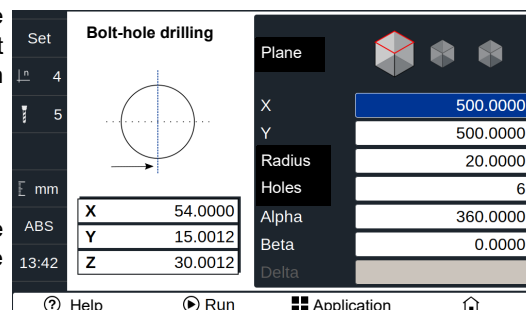 Set
n 4
5
mm
ABS
13:42
Bolt-hole drilling
X 54.0000
Y 15.0012
Z 30.0012
Plane
X 500.0000
Y 500.0000
Radius 20.0000
Holes 6
Alpha 360.0000
Beta 0.0000
Delta
? Help
Run
Application